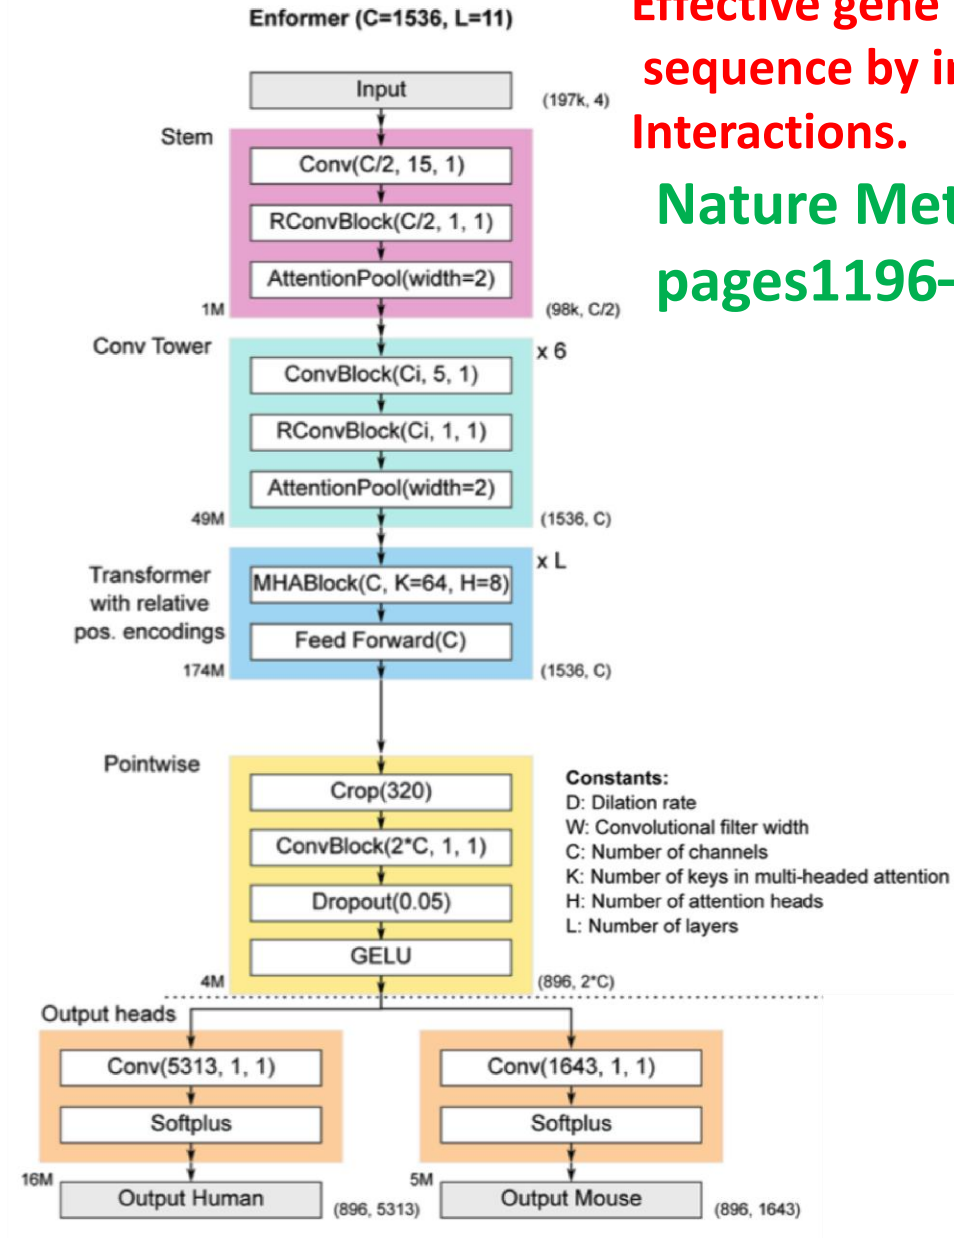 Enformer (C=1536, L=11)
Effective gene
sequence by in
Interactions.
Nature Met
pages1196-
Input
(197k, 4)
Stem
Conv(C/2, 15, 1)
RConvBlock(C/2, 1, 1)
AttentionPool(width=2)
1M
(98k, C/2)
Conv Tower
x 6
ConvBlock(Ci, 5, 1)
RConvBlock(Ci, 1, 1)
AttentionPool(width=2)
49M
(1536, C)
Transformer
with relative
pos. encodings
x L
MHABlock(C, K=64, H=8)
Feed Forward(C)
174M
(1536, C)
Pointwise
Crop(320)
ConvBlock(2*C, 1, 1)
Dropout(0.05)
GELU
4M
(896, 2*C)
Constants:
D: Dilation rate
W: Convolutional filter width
C: Number of channels
K: Number of keys in multi-headed attention
H: Number of attention heads
L: Number of layers
Output heads
Conv(5313, 1, 1)
Softplus
16M
Output Human
(896, 5313)
Conv(1643, 1, 1)
Softplus
5M
Output Mouse
(896, 1643)